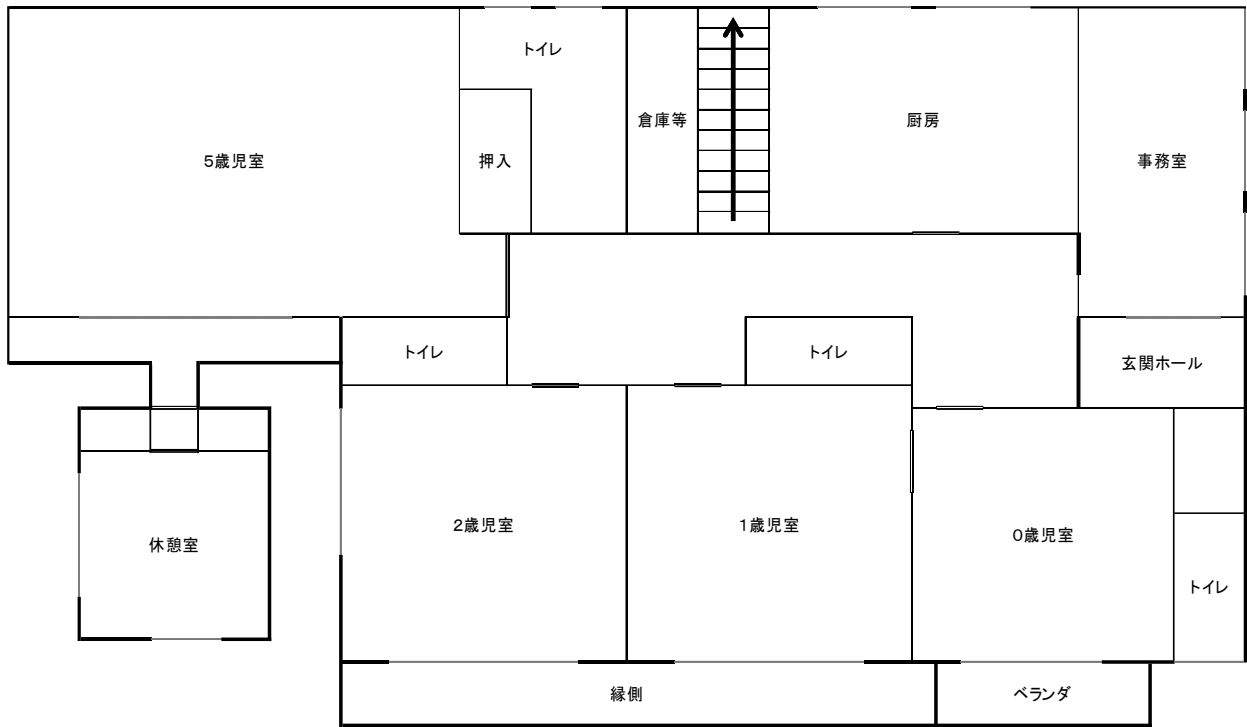 トイレ
倉庫等
厨房
5歳児室
押入
事務室
トイレ
トイレ
玄関ホール
2歳児室
1歳児室
0歳児室
休憩室
トイレ
縁側
ベランダ